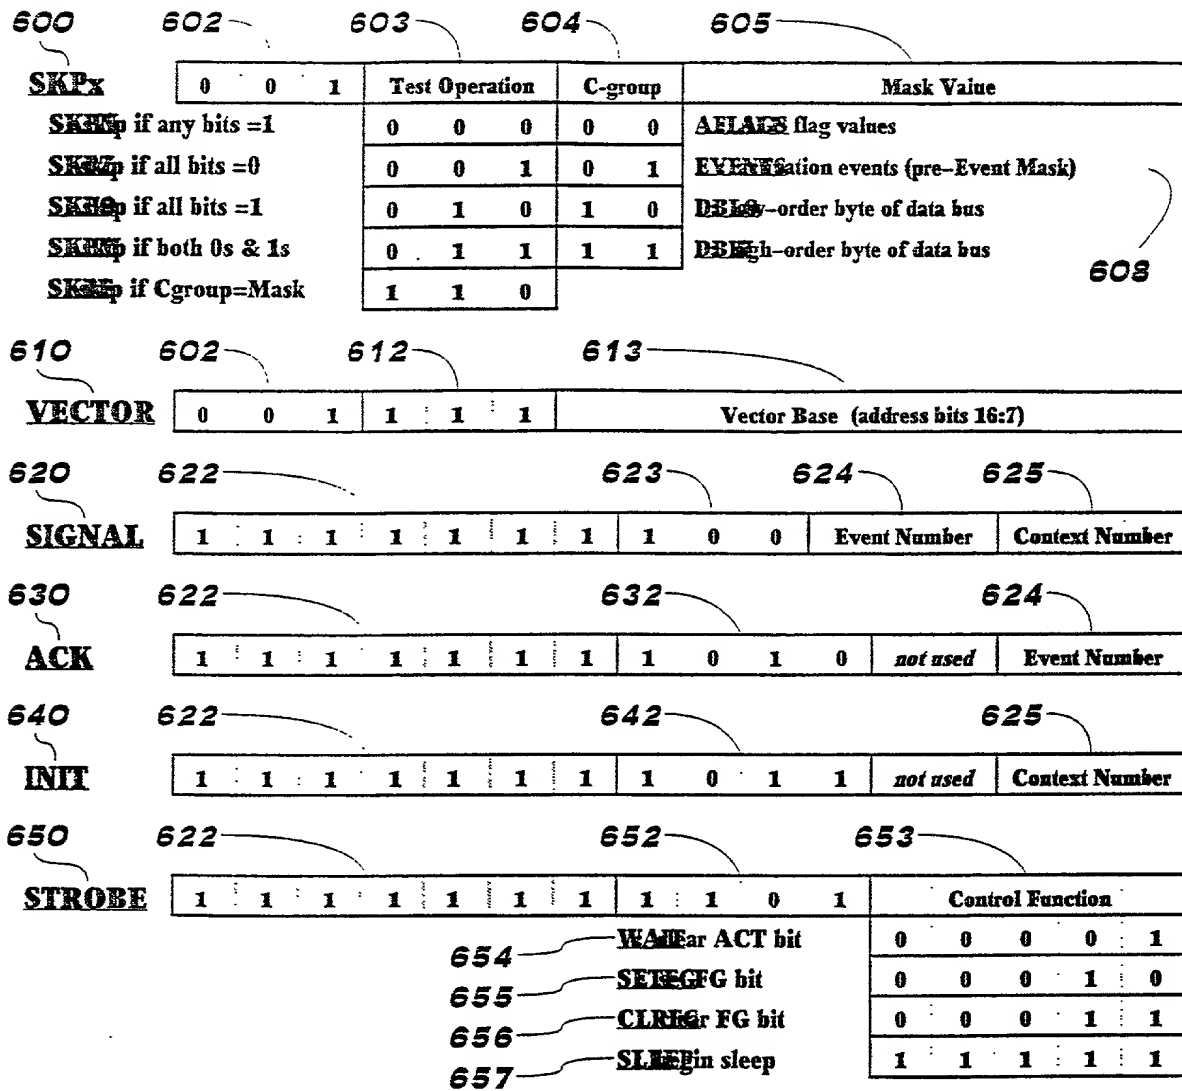 600 602 603 604 605
SKPx 0 0 1 Test Operation C-group Mask Value
if any bits =1 0 0 0 0 0 AFLAGS flag values
if all bits =0 0 0 1 0 1 EVENTS events (pre-Event Mask)
if all bits =1 0 1 0 1 0 byte of data bus
if both 0s & 1s 0 1 1 1 1 byte of data bus
608
if Cgroup=Mask 1 1 0
610 602 612 613
VECTOR 0 0 1 1 1 1 Vector Base (address bits 16:7)
620 622 623 624 625
SIGNAL 1 1 1 1 1 1 1 1 0 0 Event Number Context Number
630 622 632 624
ACK 1 1 1 1 1 1 1 1 0 1 0 not used Event Number
640 622 642 625
INIT 1 1 1 1 1 1 1 1 0 1 1 not used Context Number
650 622 652 653
STROBE 1 1 1 1 1 1 1 1 1 0 1 Control Function
654 WAIT ACT bit 0 0 0 0 1
655 SETFG FG bit 0 0 0 1 0
656 CLRFG FG bit 0 0 0 1 1
657 SLEEP sleep 1 1 1 1 1